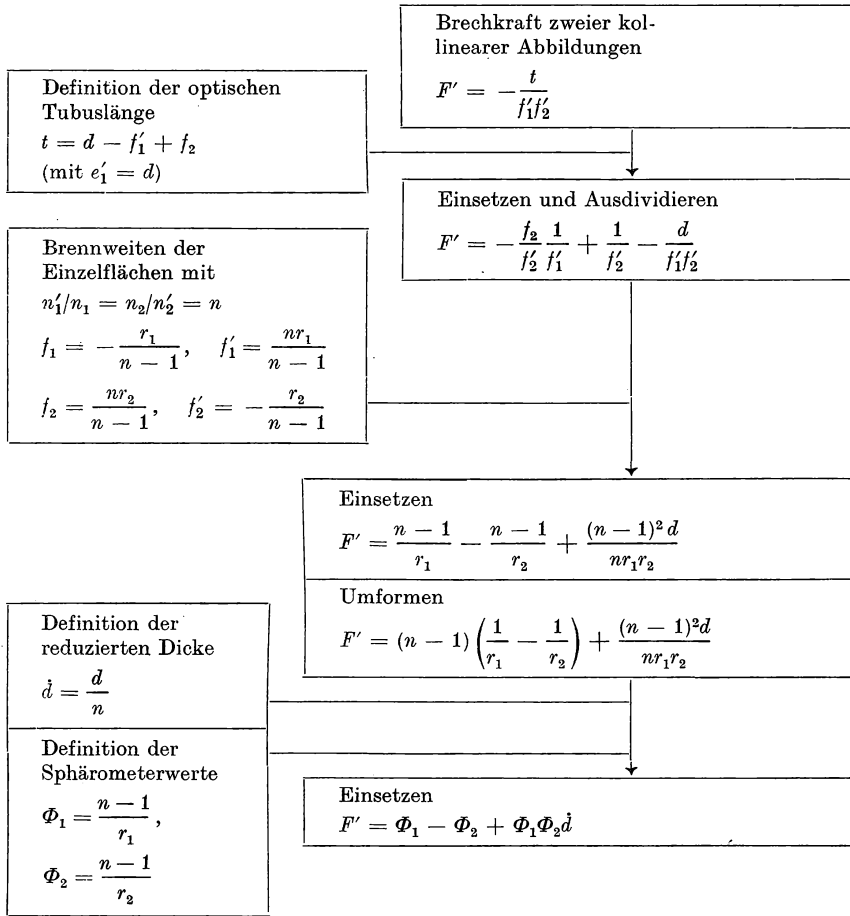 Brechkraft zweier kol-
linearer Abbildungen
F′ = − t / f′₁f′₂
Definition der optischen
Tubuslänge
t = d − f′₁ + f₂
(mit e′₁ = d)
Einsetzen und Ausdividieren
F′ = − f₂/f′₂ 1/f′₁ + 1/f′₂ − d/f′₁f′₂
Brennweiten der
Einzelflächen mit
n′₁/n₁ = n₂/n′₂ = n
f₁ = − r₁/(n − 1), f′₁ = nr₁/(n − 1)
f₂ = nr₂/(n − 1), f′₂ = − r₂/(n − 1)
Einsetzen
F′ = (n − 1)/r₁ − (n − 1)/r₂ + (n − 1)² d/nr₁r₂
Umformen
F′ = (n − 1) (1/r₁ − 1/r₂) + (n − 1)²d/nr₁r₂
Definition der
reduzierten Dicke
ḋ = d/n
Definition der
Sphärometerwerte
Φ₁ = (n − 1)/r₁,
Φ₂ = (n − 1)/r₂
Einsetzen
F′ = Φ₁ − Φ₂ + Φ₁Φ₂ḋ